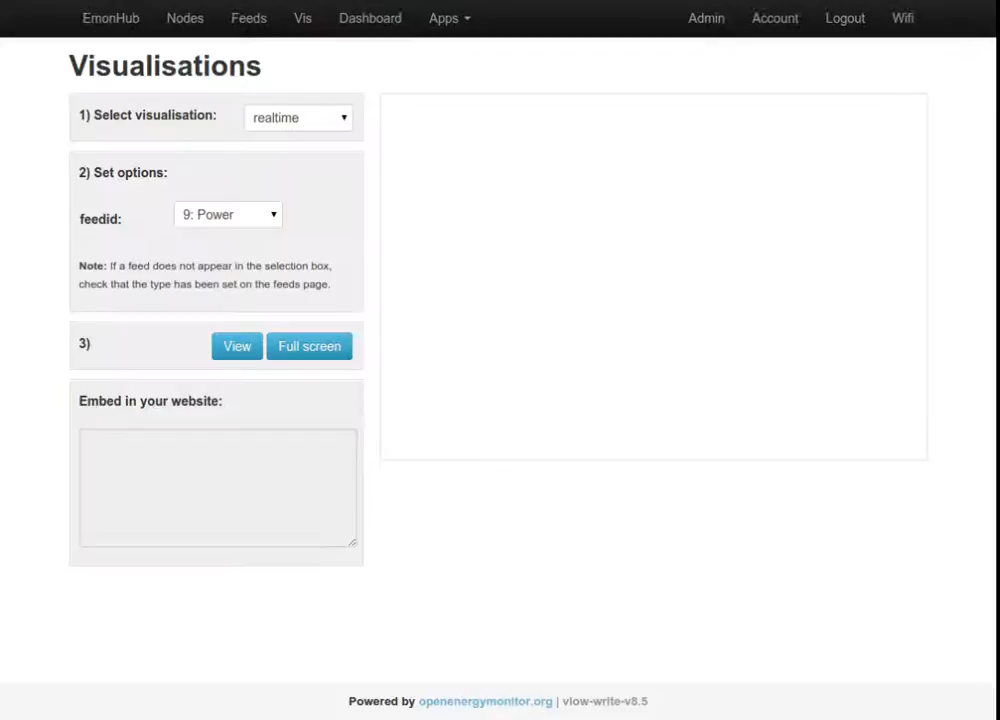 EmonHub Nodes Feeds Vis Dashboard Apps Admin Account Logout Wifi
Visualisations
1) Select visualisation: realtime
2) Set options:
feedid: 9: Power
Note: If a feed does not appear in the selection box,
check that the type has been set on the feeds page.
3) View Full screen
Embed in your website:
Powered by openenergymonitor.org | vlow-write-v8.5